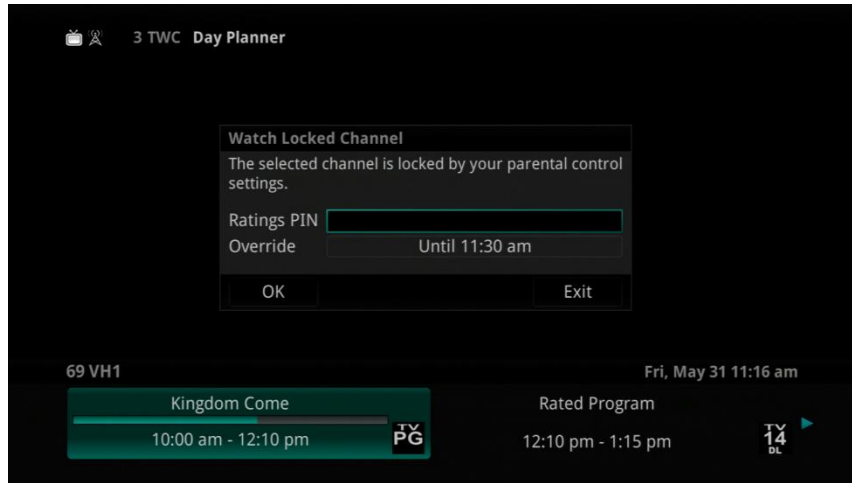 3 TWC Day Planner
Watch Locked Channel
The selected channel is locked by your parental control
settings.
Ratings PIN
Override Until 11:30 am
OK Exit
69 VH1 Fri, May 31 11:16 am
Kingdom Come Rated Program
10:00 am - 12:10 pm TV PG 12:10 pm - 1:15 pm TV 14 DL